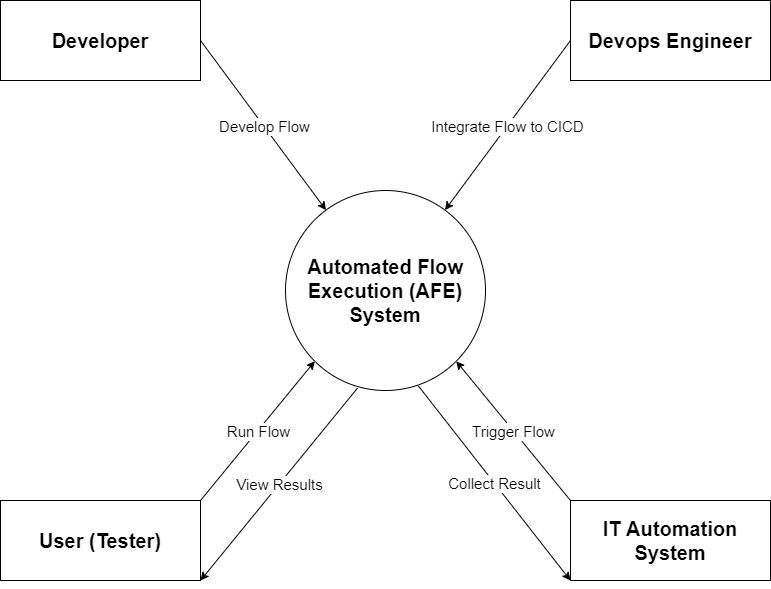 Developer
Devops Engineer
Develop Flow
Integrate Flow to CICD
Automated Flow
Execution (AFE)
System
Run Flow
Trigger Flow
View Results
Collect Result
User (Tester)
IT Automation
System